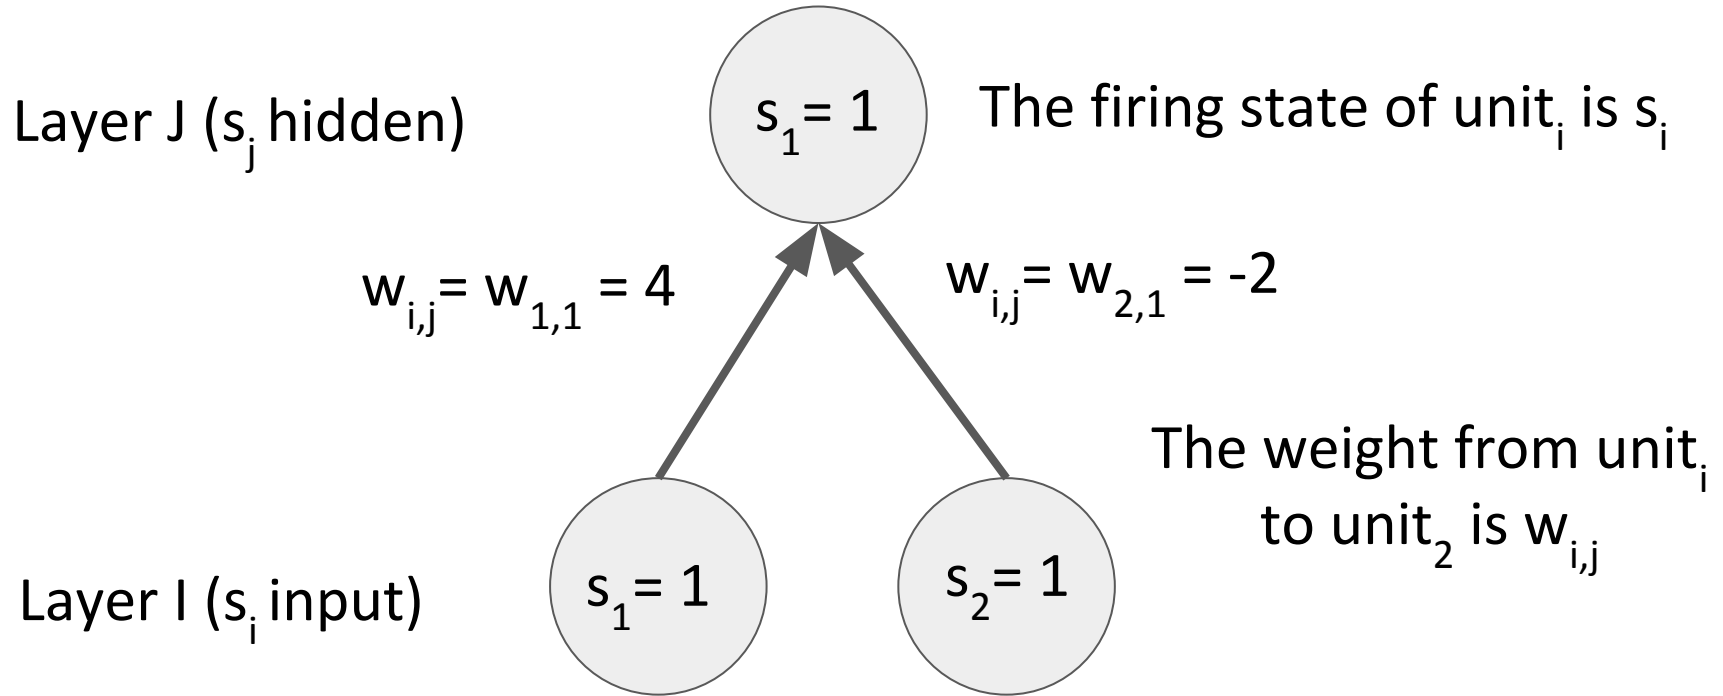 Layer J (sj hidden)
s1= 1
The firing state of uniti is si
wi,j= w1,1 = 4
wi,j= w2,1 = -2
The weight from uniti
to unit2 is wi,j
Layer I (si input)
s1= 1
s2= 1